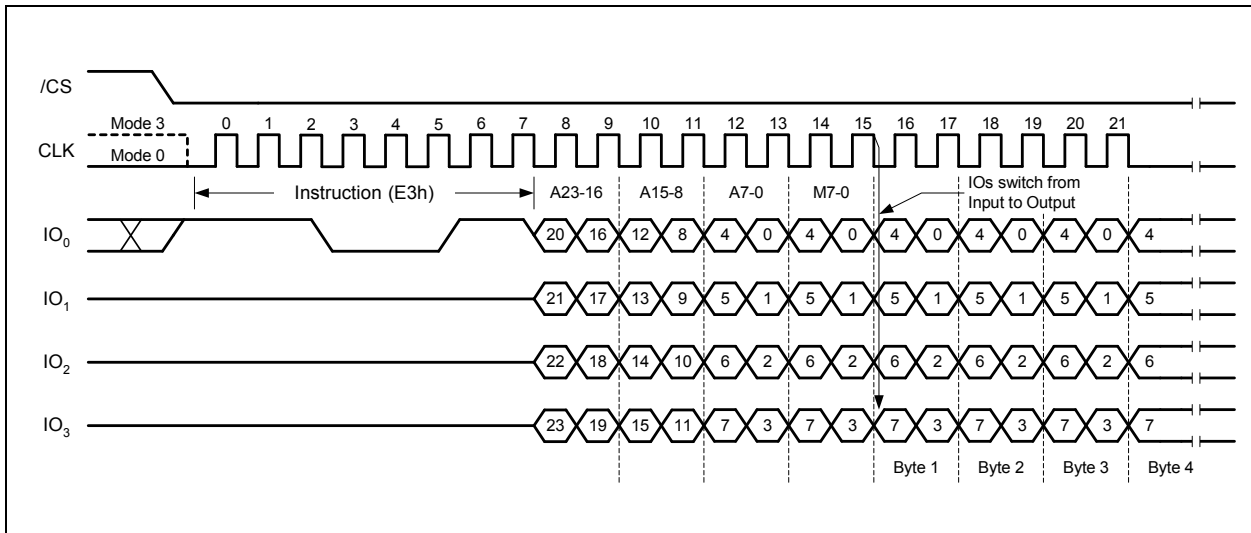 /CS
Mode 3
0 1 2 3 4 5 6 7 8 9 10 11 12 13 14 15 16 17 18 19 20 21
CLK
Mode 0
Instruction (E3h)
A23-16 A15-8 A7-0 M7-0
IOs switch from
Input to Output
IO0 20 16 12 8 4 0 4 0 4 0 4 0 4 0 4
IO1 21 17 13 9 5 1 5 1 5 1 5 1 5 1 5
IO2 22 18 14 10 6 2 6 2 6 2 6 2 6 2 6
IO3 23 19 15 11 7 3 7 3 7 3 7 3 7 3 7
Byte 1 Byte 2 Byte 3 Byte 4